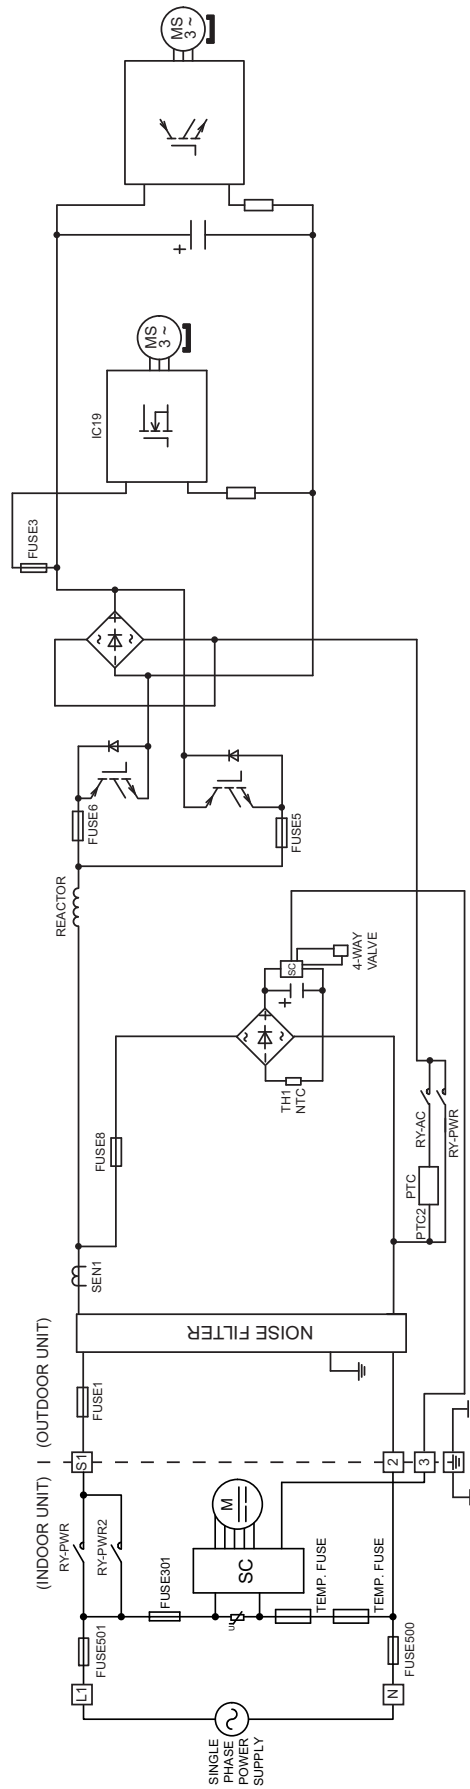 (INDOOR UNIT)
(OUTDOOR UNIT)
SINGLE
PHASE
POWER
SUPPLY
L1
N
FUSE501
FUSE500
RY-PWR
RY-PWR2
FUSE301
U
TEMP. FUSE
TEMP. FUSE
SC
M
S1
2
3
FUSE1
NOISE FILTER
SEN1
FUSE8
PTC2
PTC
RY-AC
RY-PWR
TH1
NTC
+
SC
4-WAY
VALVE
REACTOR
FUSE6
FUSE5
~
~
+
−
~
~
+
−
FUSE3
IC19
MS
3 ~
+
MS
3 ~